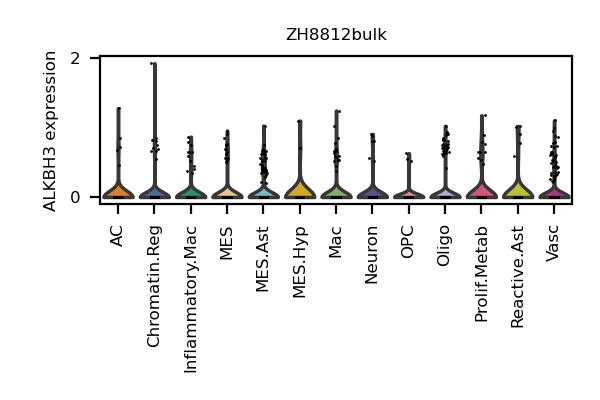 ZH8812bulk
ALKBH3 expression
2
0
AC
Chromatin.Reg
Inflammatory.Mac
MES
MES.Ast
MES.Hyp
Mac
Neuron
OPC
Oligo
Prolif.Metab
Reactive.Ast
Vasc